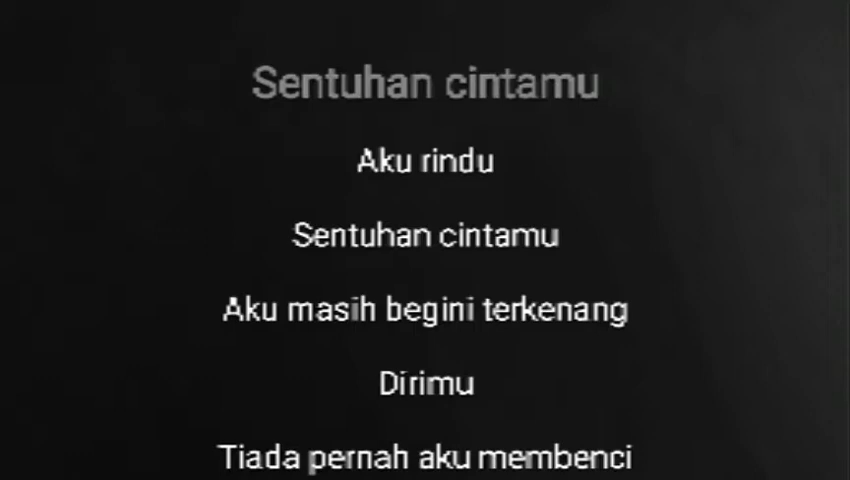 Sentuhan cintamu
Aku rindu
Sentuhan cintamu
Aku masih begini terkenang
Dirimu
Tiada pernah aku membenci